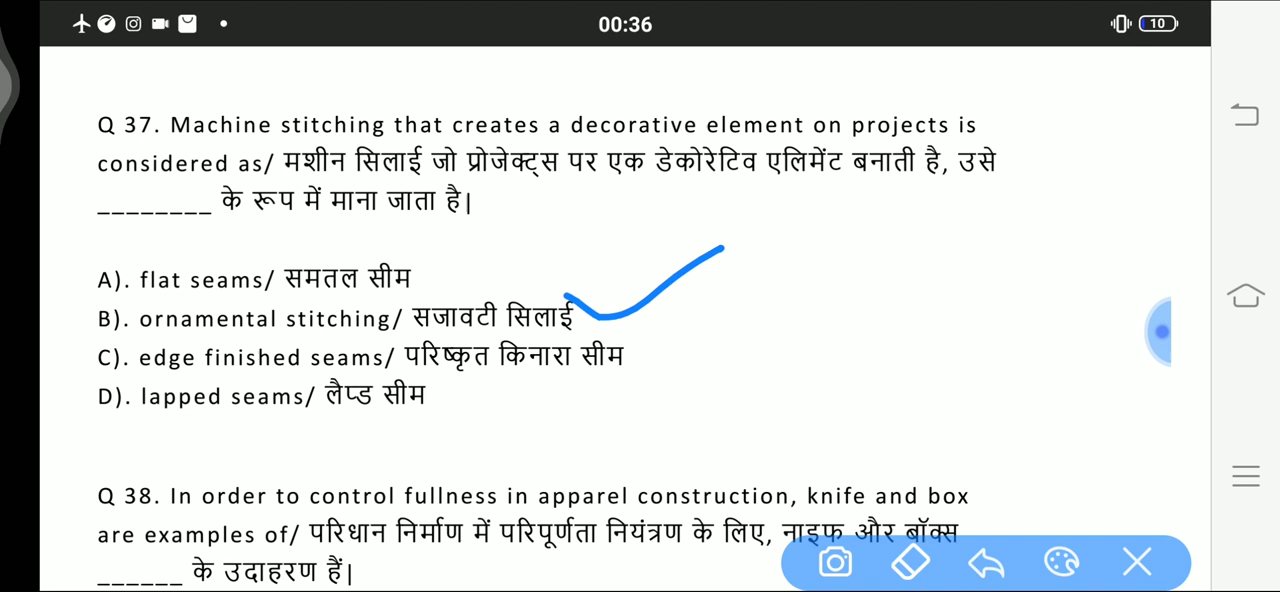 00:36
10
Q 37. Machine stitching that creates a decorative element on projects is
considered as/ मशीन सिलाई जो प्रोजेक्ट्स पर एक डेकोरेटिव एलिमेंट बनाती है, उसे
________ के रूप में माना जाता है|
A). flat seams/ समतल सीम
B). ornamental stitching/ सजावटी सिलाई
C). edge finished seams/ परिष्कृत किनारा सीम
D). lapped seams/ लैप्ड सीम
Q 38. In order to control fullness in apparel construction, knife and box
are examples of/ परिधान निर्माण में परिपूर्णता नियंत्रण के लिए, नाइफ और बॉक्स
______ के उदाहरण हैं|